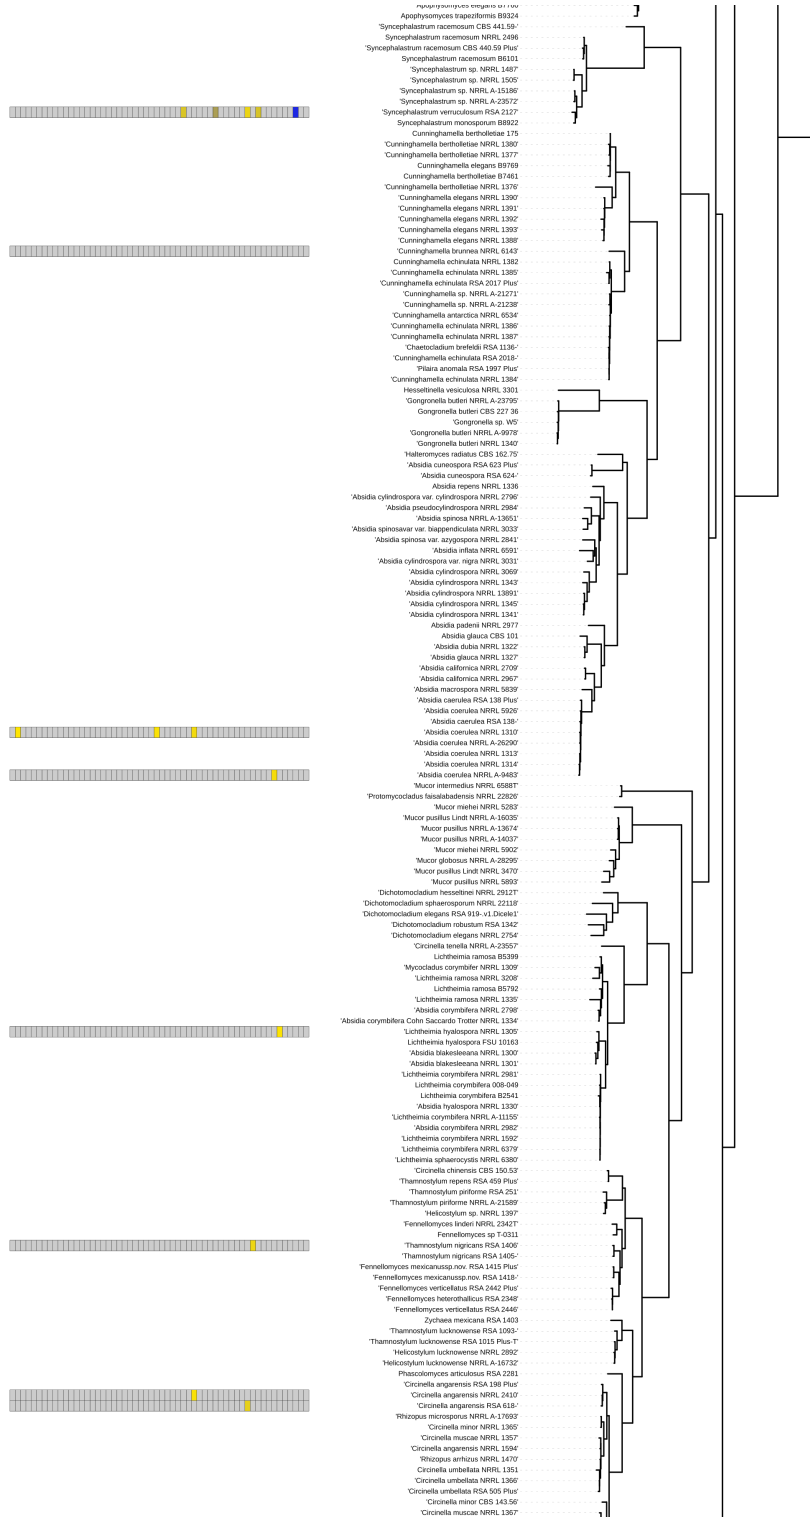 Apophysomyces elegans B7760
Apophysomyces trapeziformis B9324
'Syncephalastrum racemosum CBS 441.59-'
Syncephalastrum racemosum NRRL 2496
'Syncephalastrum racemosum CBS 440.59 Plus'
Syncephalastrum racemosum B6101
'Syncephalastrum sp. NRRL 1487'
'Syncephalastrum sp. NRRL 1505'
'Syncephalastrum sp. NRRL A-15186'
'Syncephalastrum sp. NRRL A-23572'
'Syncephalastrum verruculosum RSA 2127'
Syncephalastrum monosporum B8922
Cunninghamella bertholletiae 175
'Cunninghamella bertholletiae NRRL 1380'
'Cunninghamella bertholletiae NRRL 1377'
Cunninghamella elegans B9769
Cunninghamella bertholletiae B7461
'Cunninghamella bertholletiae NRRL 1376'
'Cunninghamella elegans NRRL 1390'
'Cunninghamella elegans NRRL 1391'
'Cunninghamella elegans NRRL 1392'
'Cunninghamella elegans NRRL 1393'
'Cunninghamella elegans NRRL 1388'
'Cunninghamella brunnea NRRL 6143'
Cunninghamella echinulata NRRL 1382
'Cunninghamella echinulata NRRL 1385'
'Cunninghamella echinulata RSA 2017 Plus'
'Cunninghamella sp. NRRL A-21271'
'Cunninghamella sp. NRRL A-21238'
'Cunninghamella antarctica NRRL 6534'
'Cunninghamella echinulata NRRL 1386'
'Cunninghamella echinulata NRRL 1387'
'Chaetocladium brefeldii RSA 1136-'
'Cunninghamella echinulata RSA 2018-'
'Pilaira anomala RSA 1997 Plus'
'Cunninghamella echinulata NRRL 1384'
Hesseltinella vesiculosa NRRL 3301
'Gongronella butleri NRRL A-23795'
Gongronella butleri CBS 227 36
'Gongronella sp. W5'
'Gongronella butleri NRRL A-9978'
'Gongronella butleri NRRL 1340'
'Halteromyces radiatus CBS 162.75'
'Absidia cuneospora RSA 623 Plus'
'Absidia cuneospora RSA 624-'
Absidia repens NRRL 1336
'Absidia cylindrospora var. cylindrospora NRRL 2796'
'Absidia pseudocylindrospora NRRL 2984'
'Absidia spinosa NRRL A-13651'
'Absidia spinosavar var. biappendiculata NRRL 3033'
'Absidia spinosa var. azygospora NRRL 2841'
'Absidia inflata NRRL 6591'
'Absidia cylindrospora var. nigra NRRL 3031'
'Absidia cylindrospora NRRL 3069'
'Absidia cylindrospora NRRL 1343'
'Absidia cylindrospora NRRL 13891'
'Absidia cylindrospora NRRL 1345'
'Absidia cylindrospora NRRL 1341'
Absidia padenii NRRL 2977
Absidia glauca CBS 101
'Absidia dubia NRRL 1322'
'Absidia glauca NRRL 1327'
'Absidia californica NRRL 2709'
'Absidia californica NRRL 2967'
'Absidia macrospora NRRL 5839'
'Absidia caerulea RSA 138 Plus'
'Absidia coerulea NRRL 5926'
'Absidia caerulea RSA 138-'
'Absidia coerulea NRRL 1310'
'Absidia coerulea NRRL A-26290'
'Absidia coerulea NRRL 1313'
'Absidia coerulea NRRL 1314'
'Absidia coerulea NRRL A-9483'
'Mucor intermedius NRRL 6588T'
'Protomycocladus faisalabadensis NRRL 22826'
'Mucor miehei NRRL 5283'
'Mucor pusillus Lindt NRRL A-16035'
'Mucor pusillus NRRL A-13674'
'Mucor pusillus NRRL A-14037'
'Mucor miehei NRRL 5902'
'Mucor globosus NRRL A-28295'
'Mucor pusillus Lindt NRRL 3470'
'Mucor pusillus NRRL 5893'
'Dichotomocladium hesseltinei NRRL 2912T'
'Dichotomocladium sphaerosporum NRRL 22118'
'Dichotomocladium elegans RSA 919-.v1.Dicele1'
'Dichotomocladium robustum RSA 1342'
'Dichotomocladium elegans NRRL 2754'
'Circinella tenella NRRL A-23557'
Lichtheimia ramosa B5399
'Mycocladus corymbifer NRRL 1309'
'Lichtheimia ramosa NRRL 3208'
Lichtheimia ramosa B5792
'Lichtheimia ramosa NRRL 1335'
'Absidia corymbifera NRRL 2798'
'Absidia corymbifera Cohn Saccardo Trotter NRRL 1334'
'Lichtheimia hyalospora NRRL 1305'
Lichtheimia hyalospora FSU 10163
'Absidia blakesleeana NRRL 1300'
'Absidia blakesleeana NRRL 1301'
'Lichtheimia corymbifera NRRL 2981'
Lichtheimia corymbifera 008-049
Lichtheimia corymbifera B2541
'Absidia hyalospora NRRL 1330'
'Lichtheimia corymbifera NRRL A-11155'
'Absidia corymbifera NRRL 2982'
'Lichtheimia corymbifera NRRL 1592'
'Lichtheimia corymbifera NRRL 6379'
'Lichtheimia sphaerocystis NRRL 6380'
'Circinella chinensis CBS 150.53'
'Thamnostylum repens RSA 459 Plus'
'Thamnostylum piriforme RSA 251'
'Thamnostylum piriforme NRRL A-21589'
'Helicostylum sp. NRRL 1397'
'Fennellomyces linderi NRRL 2342T'
Fennellomyces sp T-0311
'Thamnostylum nigricans RSA 1406'
'Thamnostylum nigricans RSA 1405-'
'Fennellomyces mexicanussp.nov. RSA 1415 Plus'
'Fennellomyces mexicanussp.nov. RSA 1418-'
'Fennellomyces verticellatus RSA 2442 Plus'
'Fennellomyces heterothallicus RSA 2348'
'Fennellomyces verticellatus RSA 2446'
Zychaea mexicana RSA 1403
'Thamnostylum lucknowense RSA 1093-'
'Thamnostylum lucknowense RSA 1015 Plus-T'
'Helicostylum lucknowense NRRL 2892'
'Helicostylum lucknowense NRRL A-16732'
Phascolomyces articulosus RSA 2281
'Circinella angarensis RSA 198 Plus'
'Circinella angarensis NRRL 2410'
'Circinella angarensis RSA 618-'
'Rhizopus microsporus NRRL A-17693'
'Circinella minor NRRL 1365'
'Circinella muscae NRRL 1357'
'Circinella angarensis NRRL 1594'
'Rhizopus arrhizus NRRL 1470'
Circinella umbellata NRRL 1351
'Circinella umbellata NRRL 1366'
'Circinella umbellata RSA 505 Plus'
'Circinella minor CBS 143.56'
'Circinella muscae NRRL 1367'